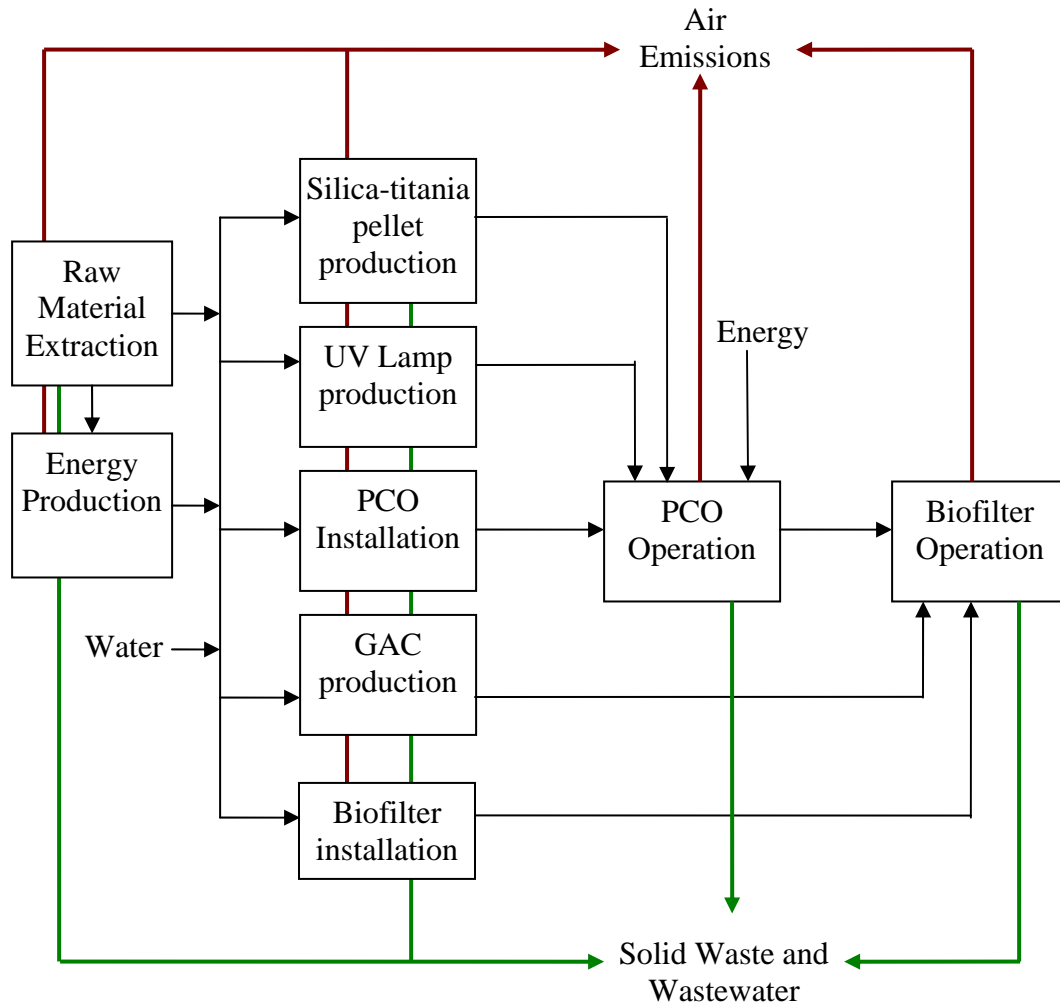 Air
Emissions
Silica-titania
pellet
production
Raw
Material
Extraction
UV Lamp
production
Energy
Energy
Production
PCO
Installation
PCO
Operation
Biofilter
Operation
Water
GAC
production
Biofilter
installation
Solid Waste and
Wastewater